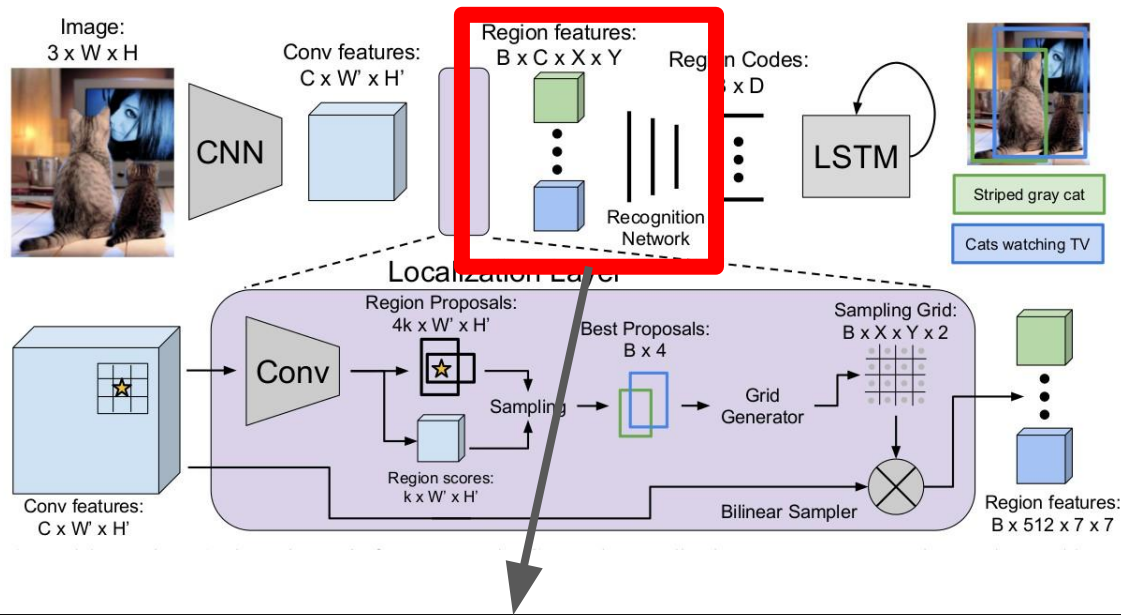 Image:
3 x W x H
Conv features:
C x W' x H'
Region features:
B x C x X x Y
Region Codes:
x D
CNN
LSTM
Recognition
Network
Striped gray cat
Cats watching TV
Localization Layer
Region Proposals:
4k x W' x H'
Best Proposals:
B x 4
Sampling Grid:
B x X x Y x 2
Conv
Sampling
Grid
Generator
Region scores:
k x W' x H'
Bilinear Sampler
Conv features:
C x W' x H'
Region features:
B x 512 x 7 x 7